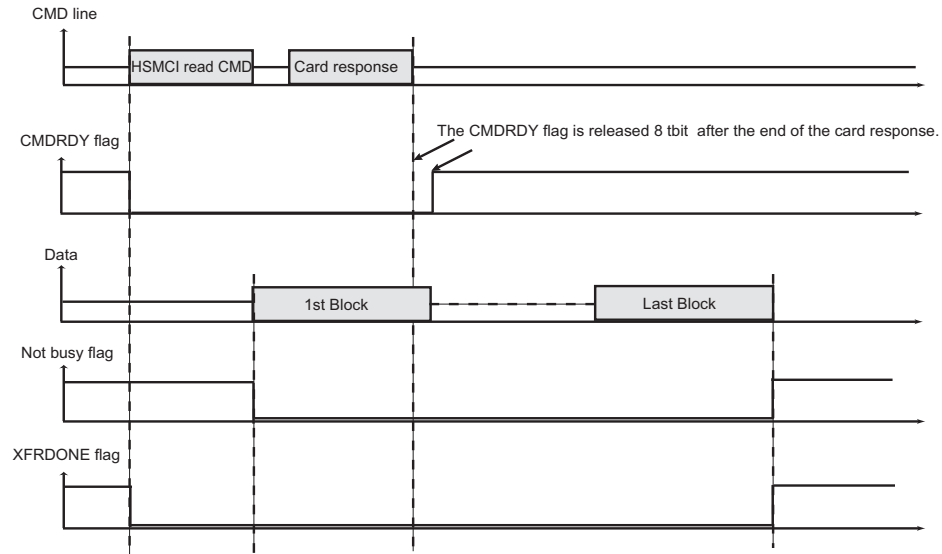 CMD line
HSMCI read CMD
Card response
The CMDRDY flag is released 8 tbit after the end of the card response.
CMDRDY flag
Data
1st Block
Last Block
Not busy flag
XFRDONE flag